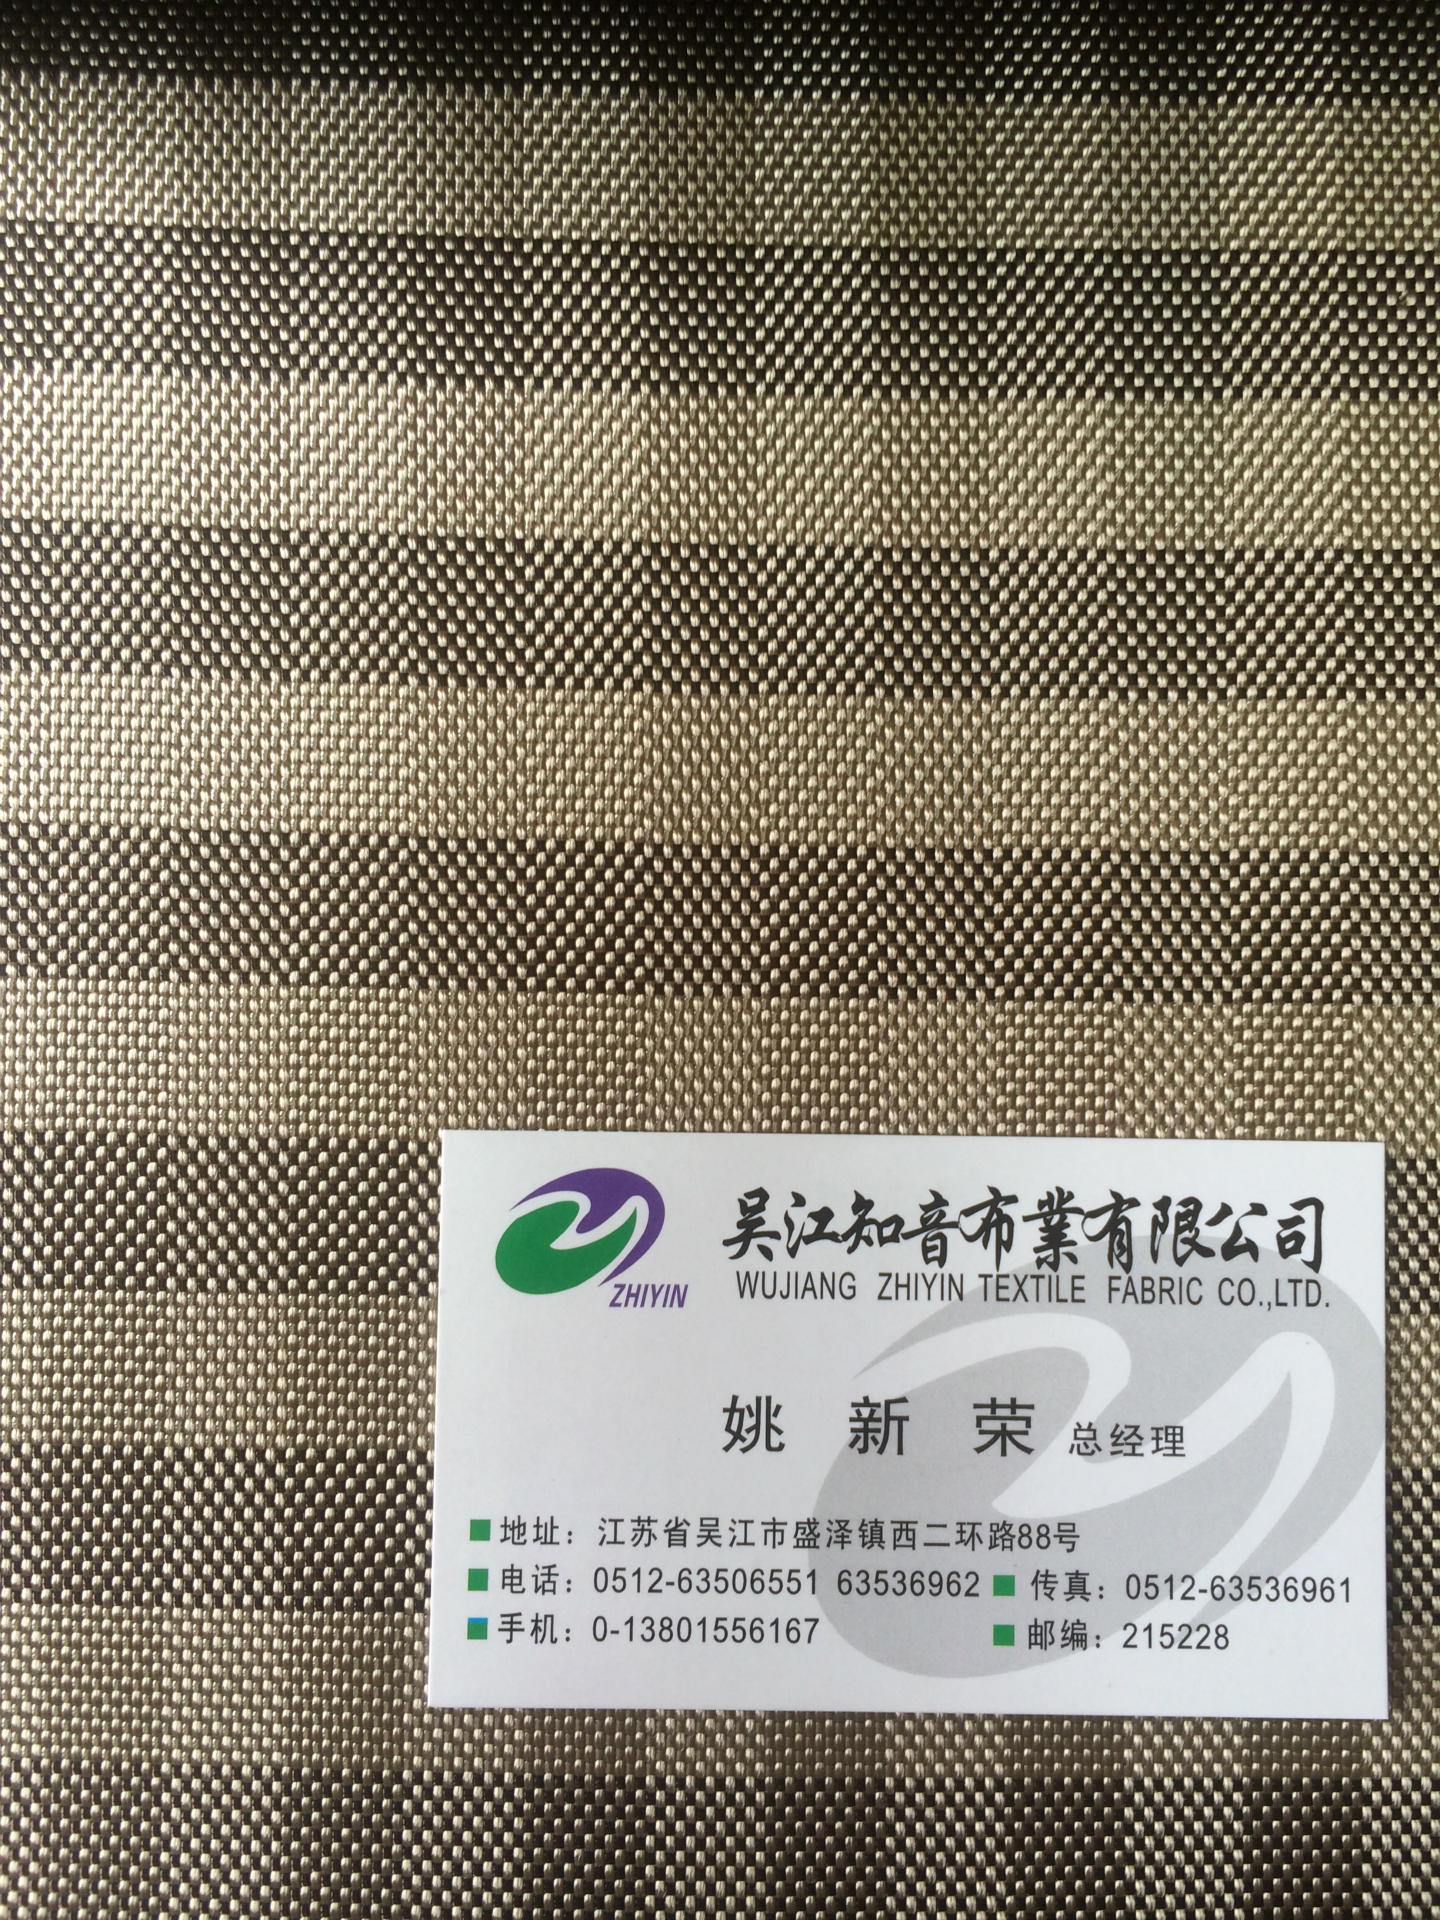 ZHIYIN
吴江知音布業有限公司
WUJIANG ZHIYIN TEXTILE FABRIC CO.,LTD.
姚新荣 总经理
地址：江苏省吴江市盛泽镇西二环路88号
电话：0512-63506551 63536962 传真：0512-63536961
手机：0-13801556167 邮编：215228